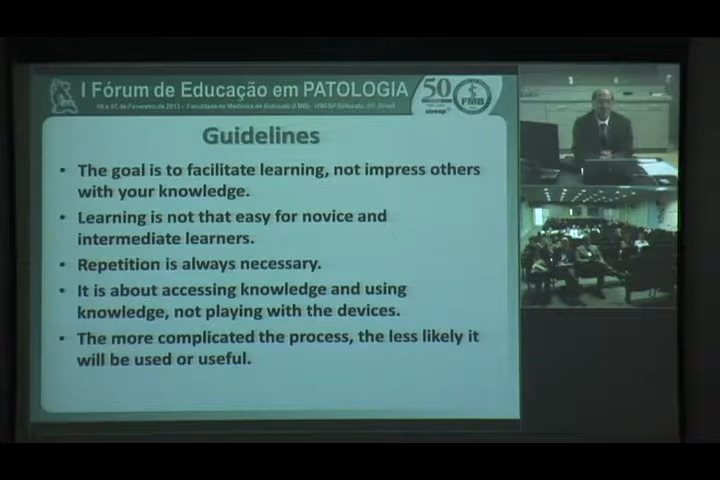 I Fórum de Educação em PATOLOGIA
50
FMB
unesp
Guidelines
• The goal is to facilitate learning, not impress others
with your knowledge.
• Learning is not that easy for novice and
intermediate learners.
• Repetition is always necessary.
• It is about accessing knowledge and using
knowledge, not playing with the devices.
• The more complicated the process, the less likely it
will be used or useful.